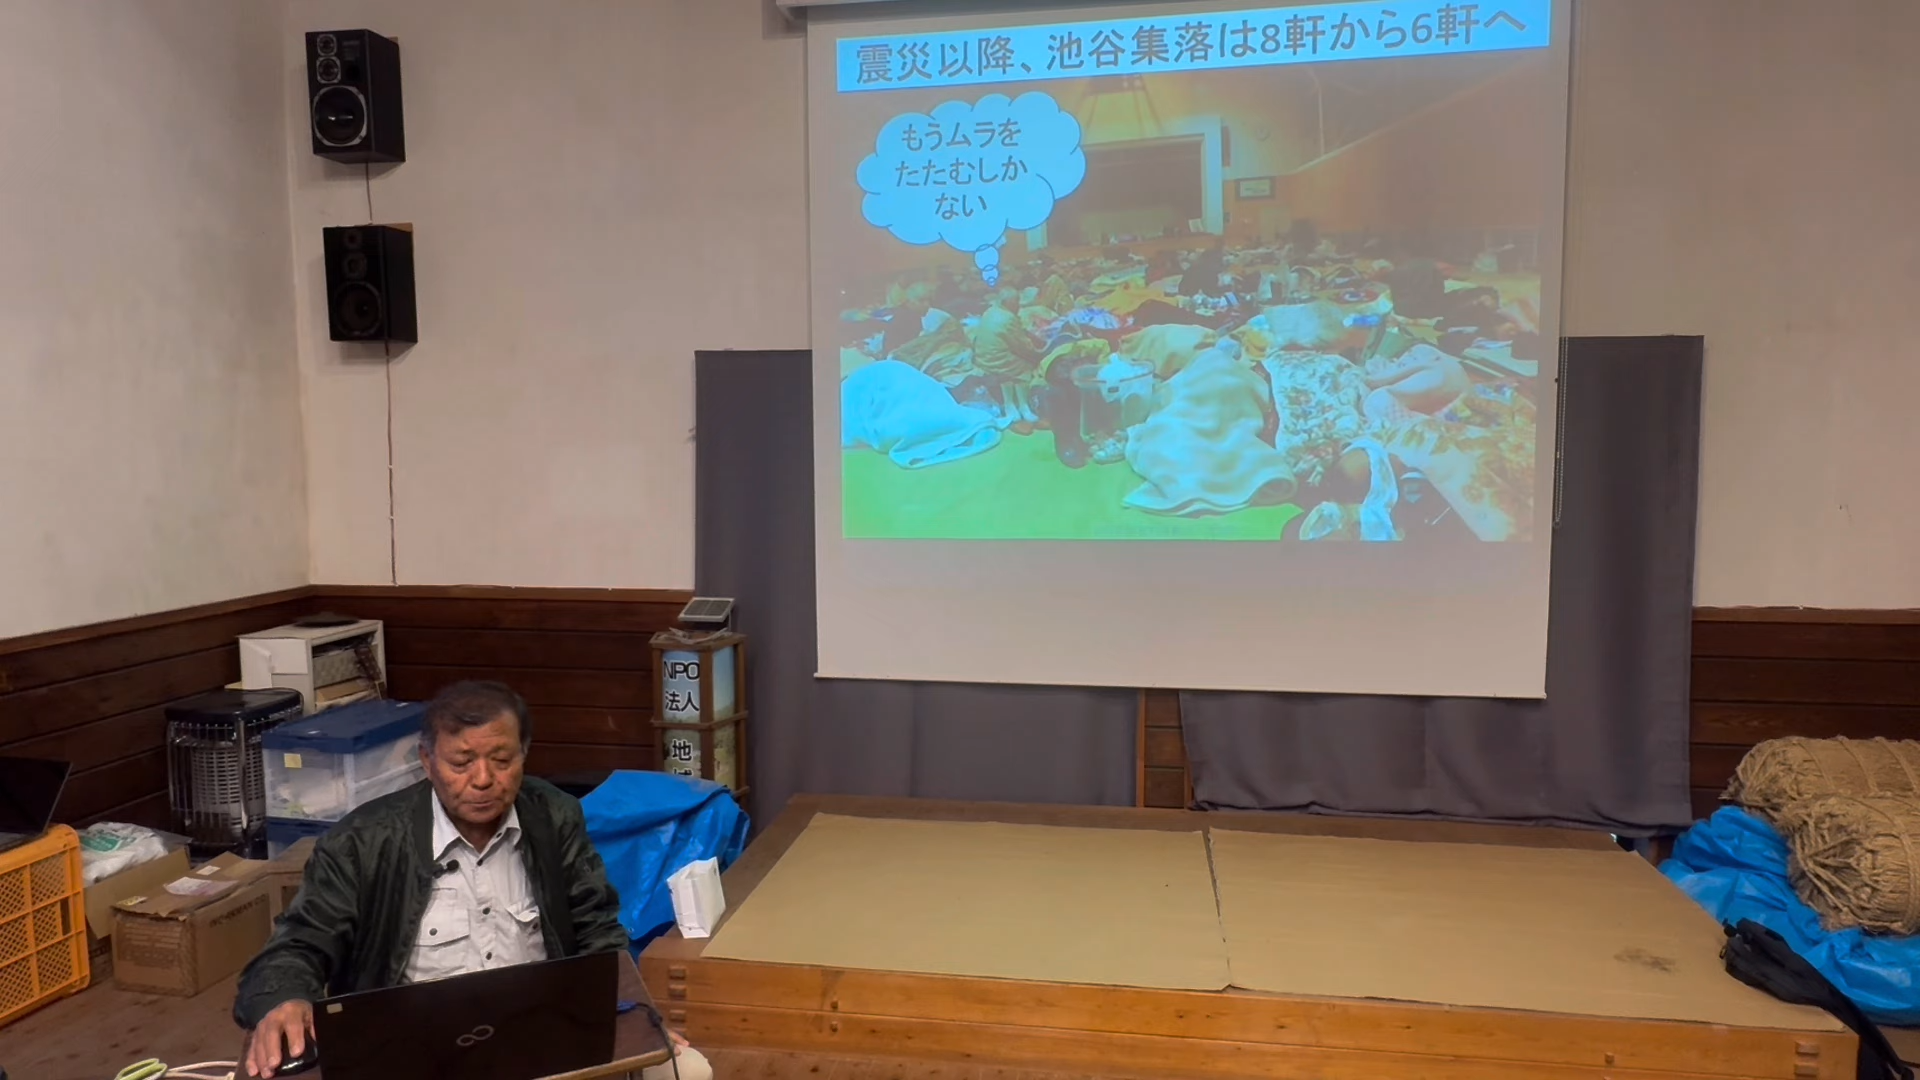 震災以降、池谷集落は8軒から6軒へ
もうムラを
たたむしか
ない
NPO
法人
地